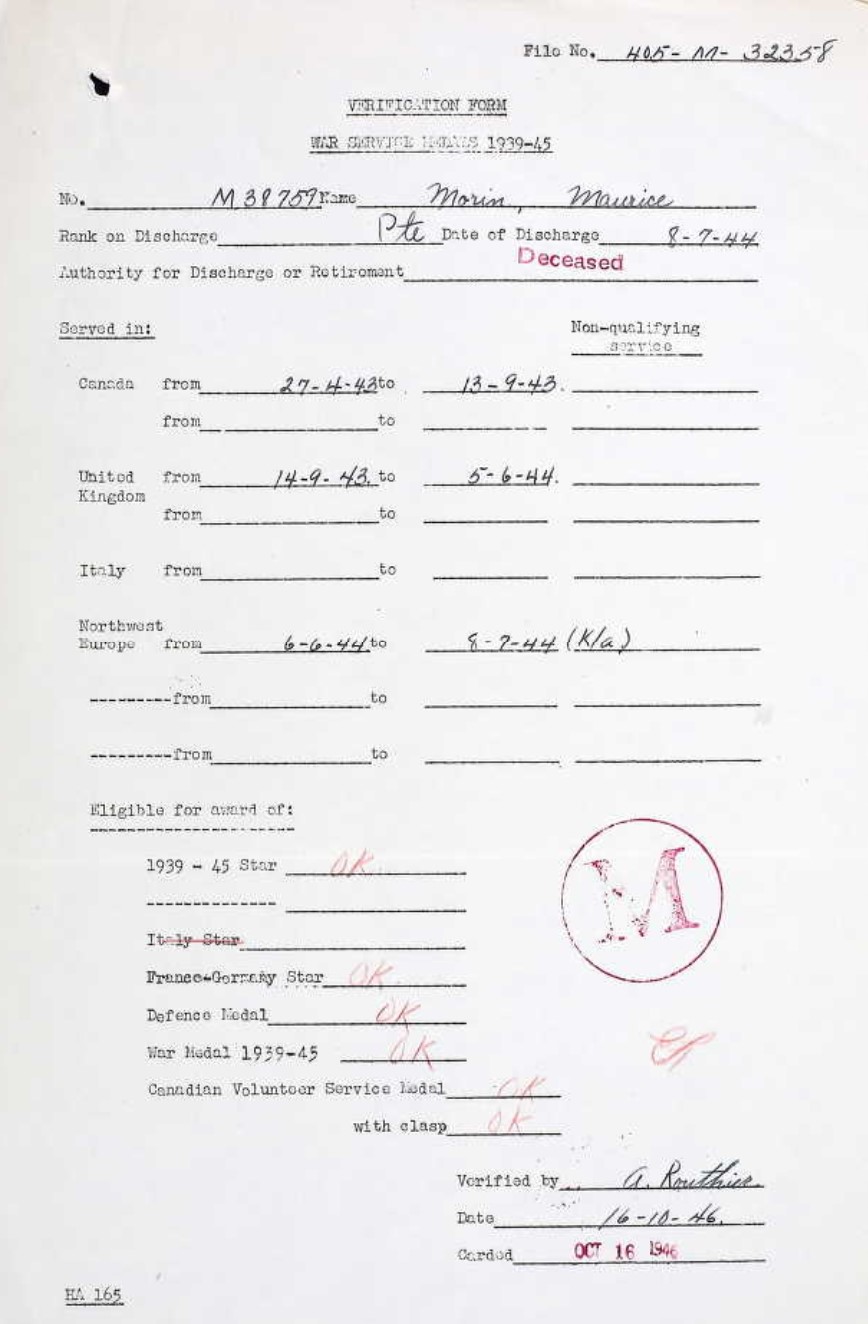 File No. 405-M-32358
VERIFICATION FORM
WAR SERVICE MEDALS 1939-45
No. M 38759 Name Morin, Maurice
Rank on Discharge Pte Date of Discharge 8-7-44
Deceased
Authority for Discharge or Retirement
Served in: Non-qualifying
service
Canada from 27-4-43 to 13-9-43.
from to
United from 14-9-43. to 5-6-44.
Kingdom
from to
Italy from to
Northwest
Europe from 6-6-44 to 8-7-44 (K/a)
---------from to
---------from to
Eligible for award of:
1939 - 45 Star OK
Italy Star
France-Germany Star OK
M
Defence Medal OK
War Medal 1939-45 OK
Canadian Volunteer Service Medal OK
with clasp OK
Verified by A. Routhier
Date 16-10-46.
Carded OCT 16 1946
HA 165